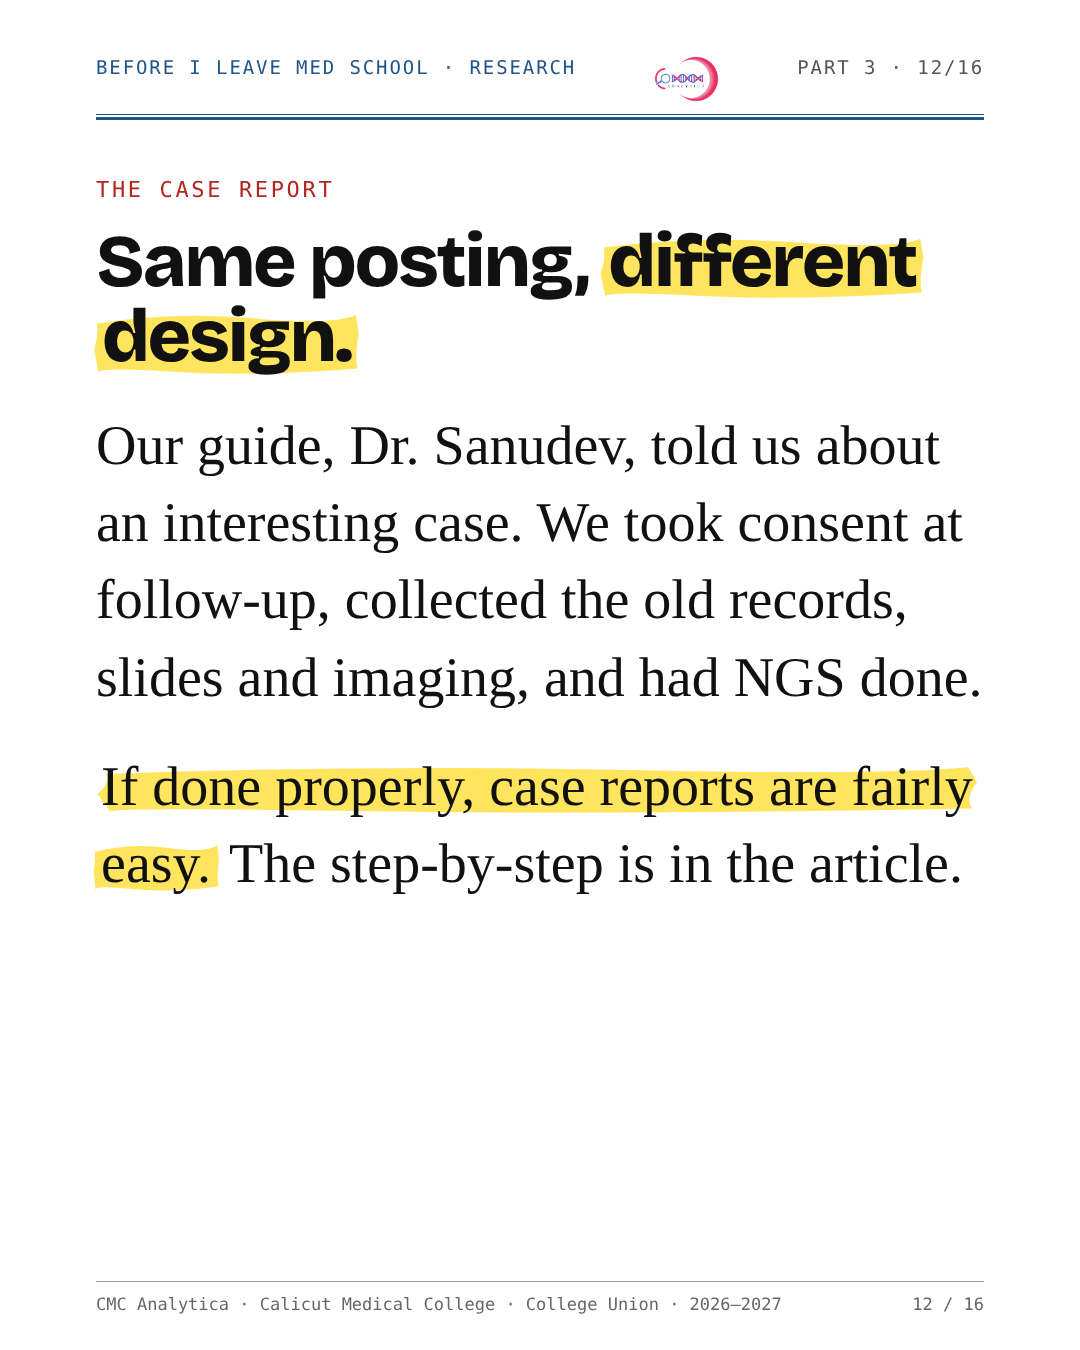 BEFORE I LEAVE MED SCHOOL · RESEARCH
ANALYTICA
PART 3 · 12/16
THE CASE REPORT
Same posting, different
design.
Our guide, Dr. Sanudev, told us about
an interesting case. We took consent at
follow-up, collected the old records,
slides and imaging, and had NGS done.
If done properly, case reports are fairly
easy. The step-by-step is in the article.
CMC Analytica · Calicut Medical College · College Union · 2026–2027
12 / 16